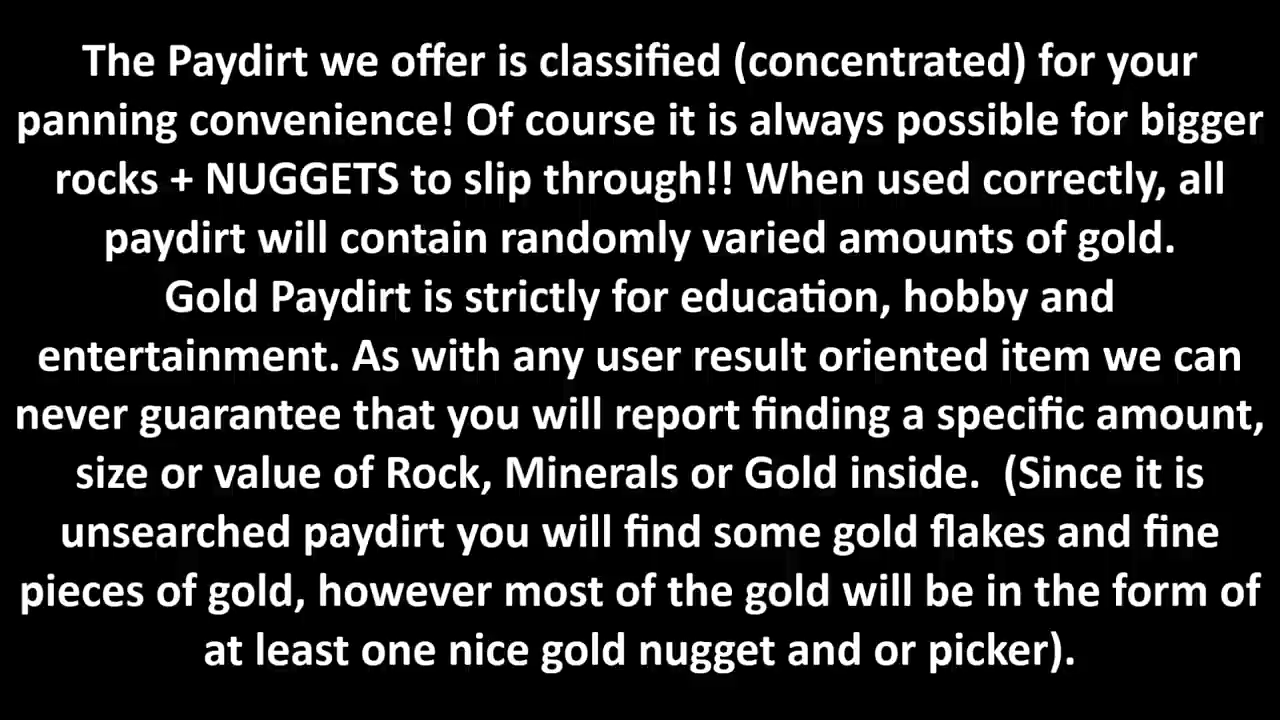 The Paydirt we offer is classified (concentrated) for your
panning convenience! Of course it is always possible for bigger
rocks + NUGGETS to slip through!! When used correctly, all
paydirt will contain randomly varied amounts of gold.
Gold Paydirt is strictly for education, hobby and
entertainment. As with any user result oriented item we can
never guarantee that you will report finding a specific amount,
size or value of Rock, Minerals or Gold inside.  (Since it is
unsearched paydirt you will find some gold flakes and fine
pieces of gold, however most of the gold will be in the form of
at least one nice gold nugget and or picker).